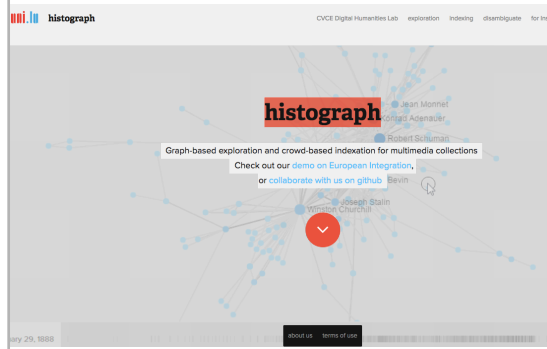 uni.lu histograph CVCE Digital Humanities Lab exploration indexing disambiguate for
histograph
Jean Monnet
Konrad Adenauer
Robert Schuman
Graph-based exploration and crowd-based indexation for multimedia collections
Check out our demo on European Integration,
or collaborate with us on github Bevin
Joseph Stalin
Winston Churchill
about us terms of use
29, 1888